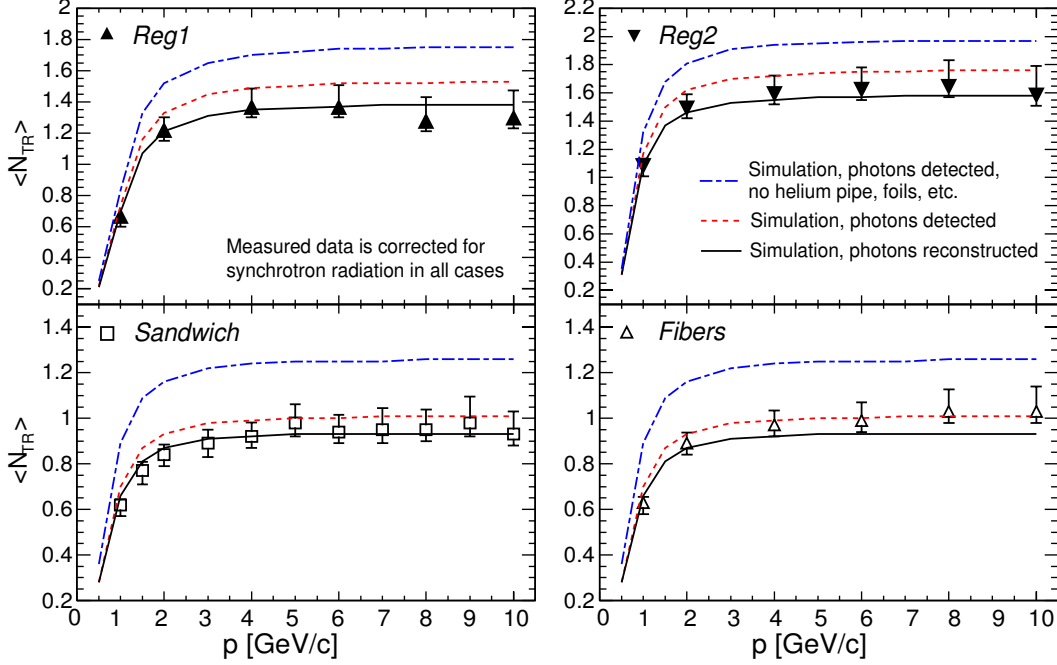 Reg1
<N_TR>
1.8
1.6
1.4
1.2
1
0.8
0.6
0.4
0.2
Measured data is corrected for
synchrotron radiation in all cases
Reg2
2.2
2
1.8
1.6
1.4
1.2
1
0.8
0.6
0.4
0.2
Simulation, photons detected,
no helium pipe, foils, etc.
Simulation, photons detected
Simulation, photons reconstructed
Sandwich
<N_TR>
1.4
1.2
1
0.8
0.6
0.4
0.2
0 1 2 3 4 5 6 7 8 9 10
p [GeV/c]
Fibers
1.4
1.2
1
0.8
0.6
0.4
0.2
0 1 2 3 4 5 6 7 8 9 10
p [GeV/c]